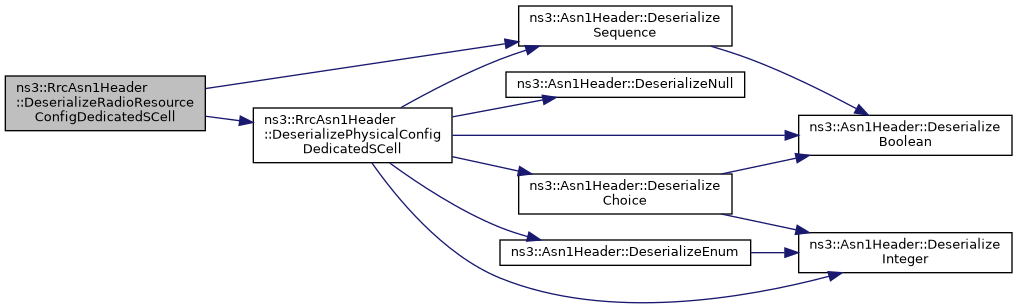 ns3::RrcAsn1Header
::DeserializeRadioResource
ConfigDedicatedSCell
ns3::RrcAsn1Header
::DeserializePhysicalConfig
DedicatedSCell
ns3::Asn1Header::Deserialize
Sequence
ns3::Asn1Header::DeserializeNull
ns3::Asn1Header::Deserialize
Boolean
ns3::Asn1Header::Deserialize
Choice
ns3::Asn1Header::DeserializeEnum
ns3::Asn1Header::Deserialize
Integer